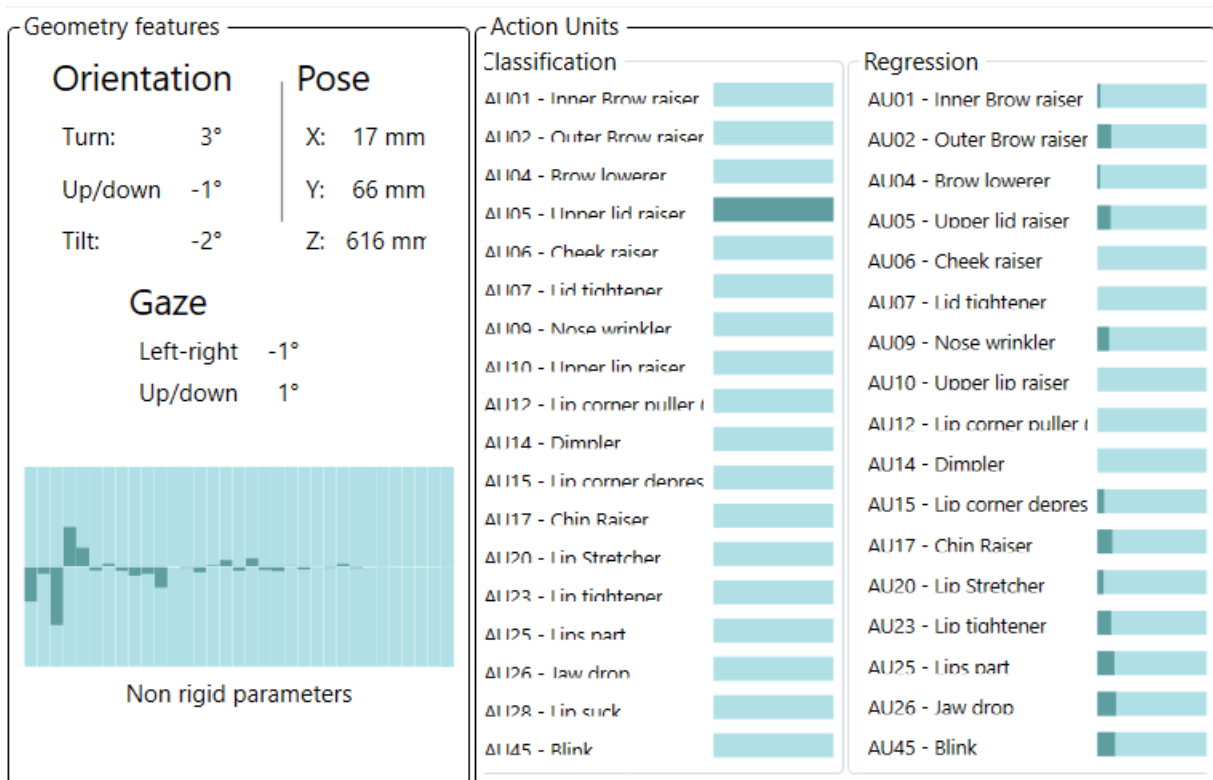 Geometry features
Orientation
Turn: 3°
Up/down -1°
Tilt: -2°
Pose
X: 17 mm
Y: 66 mm
Z: 616 mm
Gaze
Left-right -1°
Up/down 1°
Non rigid parameters
Action Units
Classification
AU01 - Inner Brow raiser
AU02 - Outer Brow raiser
AU04 - Brow lowerer
AU05 - Upper lid raiser
AU06 - Cheek raiser
AU07 - Lid tightener
AU09 - Nose wrinkler
AU10 - Upper lip raiser
AU12 - Lip corner puller (
AU14 - Dimpler
AU15 - Lip corner depres
AU17 - Chin Raiser
AU20 - Lip Stretcher
AU23 - Lip tightener
AU25 - Lips part
AU26 - Jaw drop
AU28 - Lip suck
AU45 - Blink
Regression
AU01 - Inner Brow raiser
AU02 - Outer Brow raiser
AU04 - Brow lowerer
AU05 - Upper lid raiser
AU06 - Cheek raiser
AU07 - Lid tightener
AU09 - Nose wrinkler
AU10 - Upper lip raiser
AU12 - Lip corner puller (
AU14 - Dimpler
AU15 - Lip corner depres
AU17 - Chin Raiser
AU20 - Lip Stretcher
AU23 - Lip tightener
AU25 - Lips part
AU26 - Jaw drop
AU45 - Blink